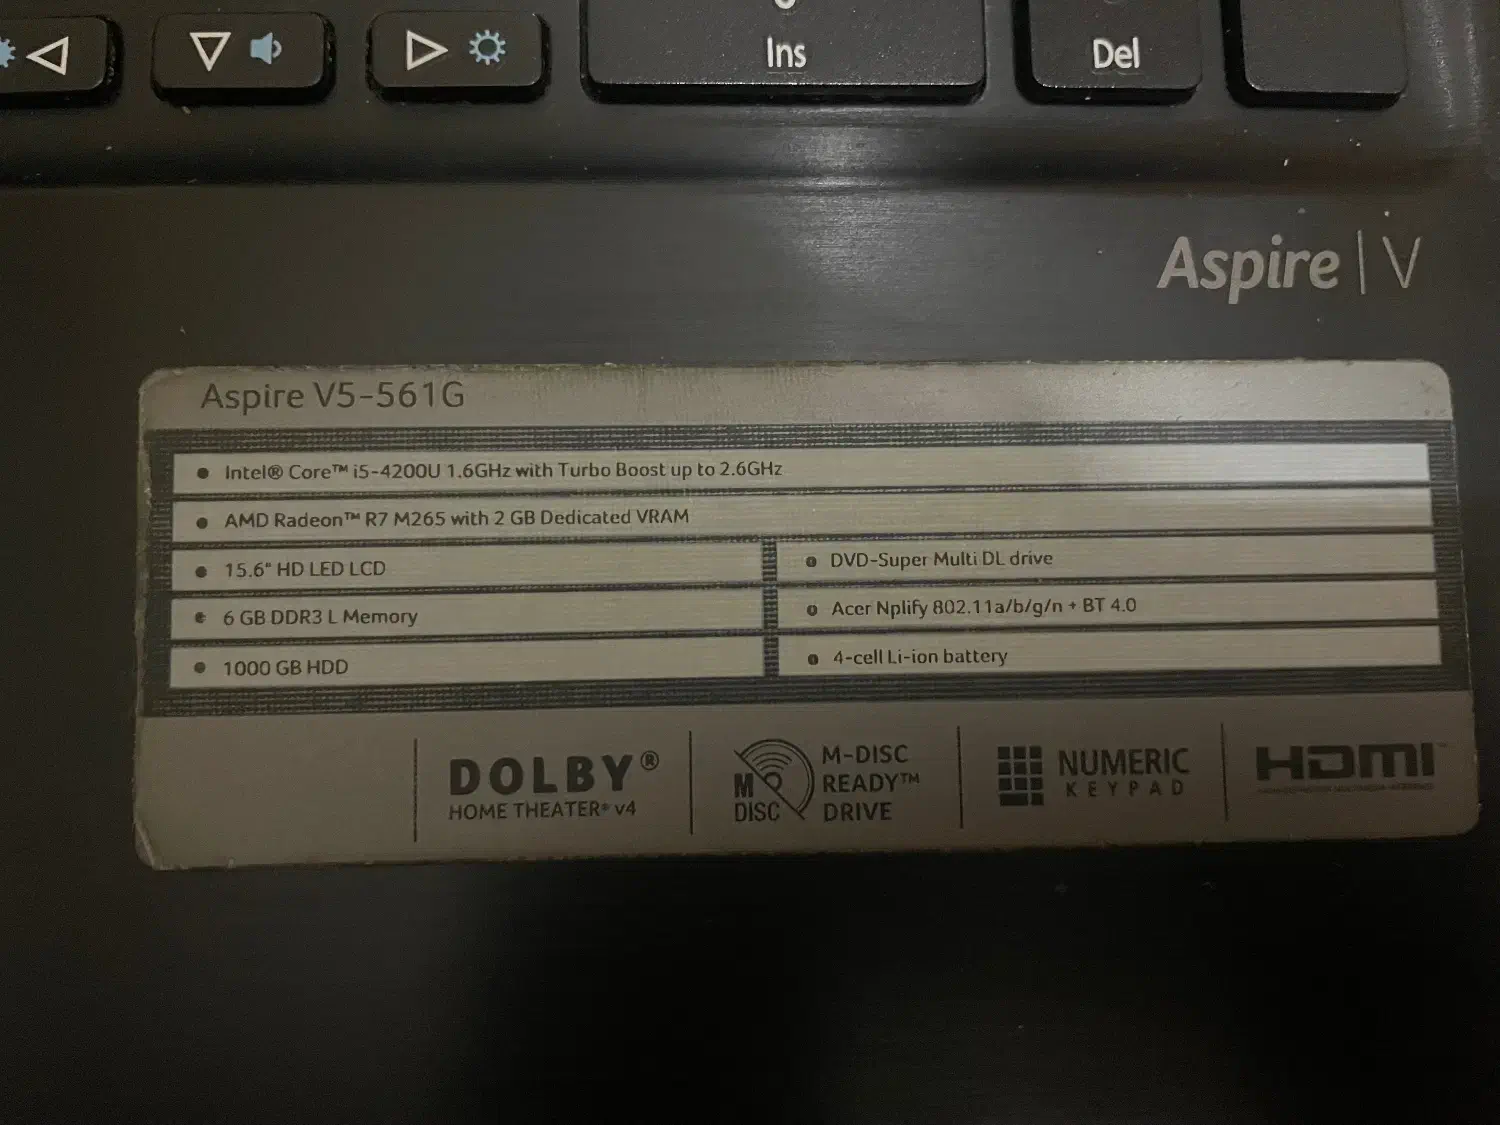 Ins
Del
Aspire | V
Aspire V5-561G
Intel® Core™ i5-4200U 1.6GHz with Turbo Boost up to 2.6GHz
AMD Radeon™ R7 M265 with 2 GB Dedicated VRAM
15.6" HD LED LCD
DVD-Super Multi DL drive
6 GB DDR3 L Memory
Acer Nplify 802.11a/b/g/n + BT 4.0
1000 GB HDD
4-cell Li-ion battery
DOLBY®
HOME THEATER® v4
M
DISC
M-DISC
READY™
DRIVE
NUMERIC
KEYPAD
HDMI™